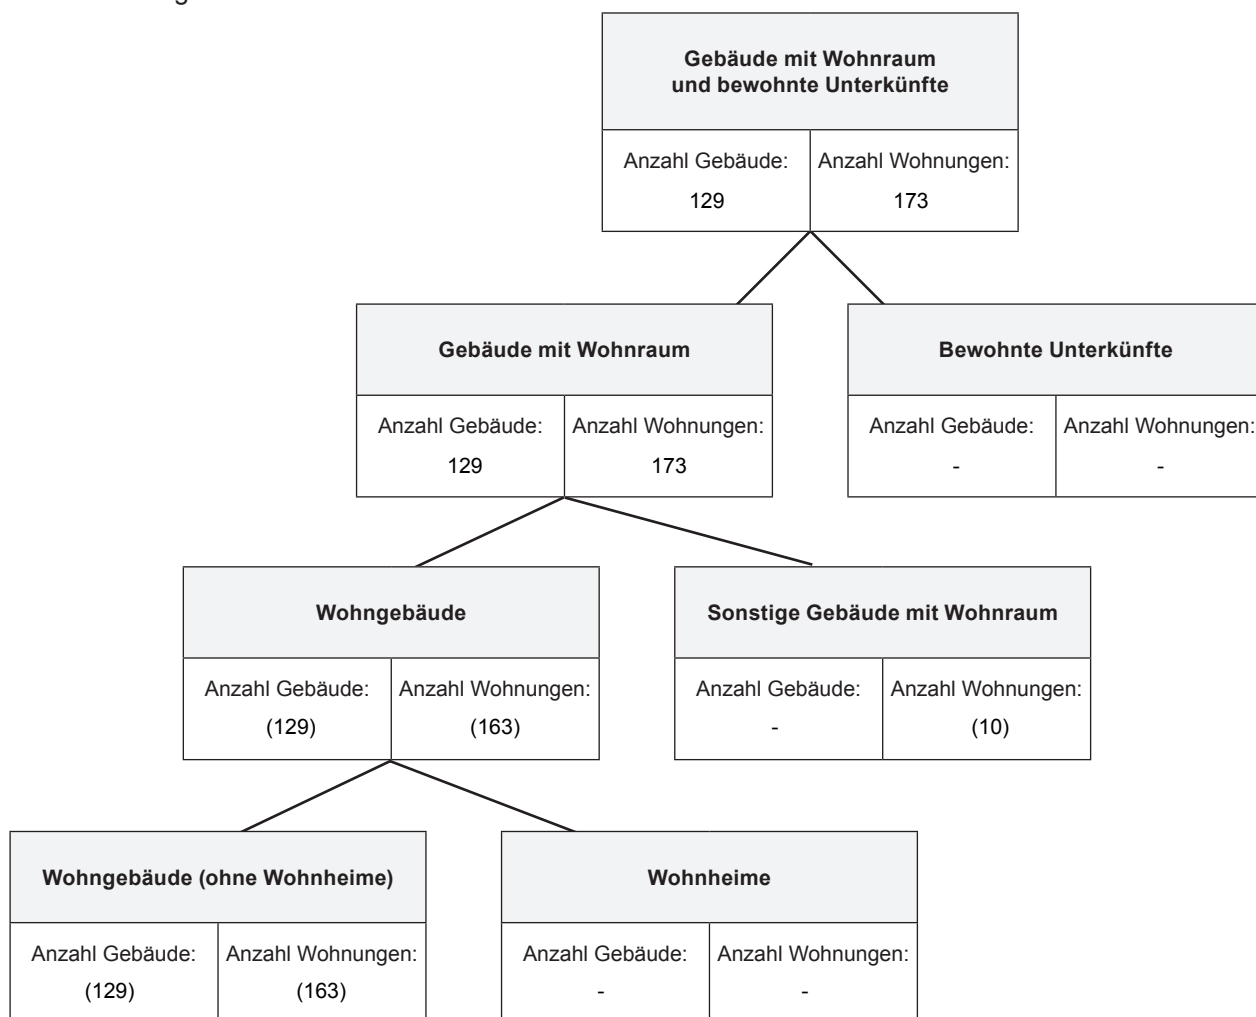 Gebäude mit Wohnraum
und bewohnte Unterkünfte
Anzahl Gebäude: Anzahl Wohnungen:
129 173
Gebäude mit Wohnraum
Bewohnte Unterkünfte
Anzahl Gebäude: Anzahl Wohnungen:
129 173
Anzahl Gebäude: Anzahl Wohnungen:
- -
Wohngebäude
Sonstige Gebäude mit Wohnraum
Anzahl Gebäude: Anzahl Wohnungen:
(129) (163)
Anzahl Gebäude: Anzahl Wohnungen:
- (10)
Wohngebäude (ohne Wohnheime)
Wohnheime
Anzahl Gebäude: Anzahl Wohnungen:
(129) (163)
Anzahl Gebäude: Anzahl Wohnungen:
- -